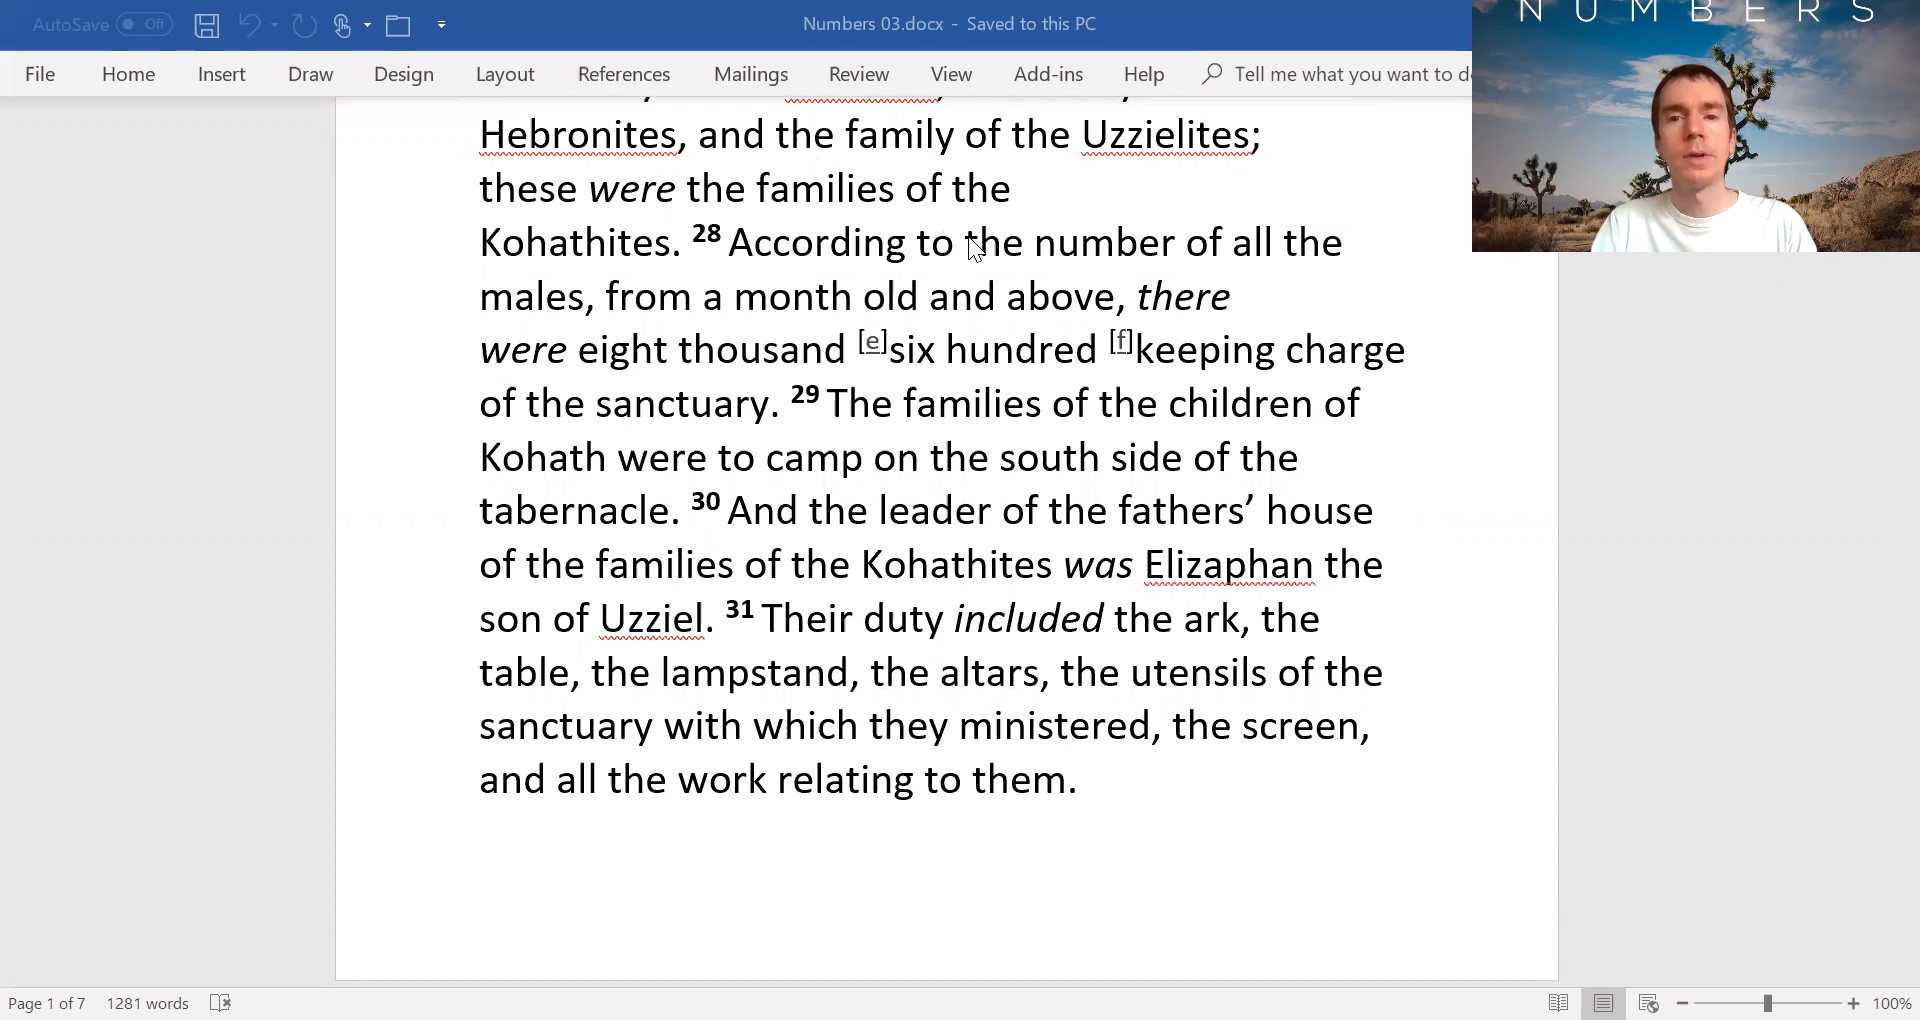 AutoSave Off
Numbers 03.docx - Saved to this PC
NUMBERS
File Home Insert Draw Design Layout References Mailings Review View Add-ins Help Tell me what you want to d
Hebronites, and the family of the Uzzielites;
these were the families of the
Kohathites. 28 According to the number of all the
males, from a month old and above, there
were eight thousand [e]six hundred [f]keeping charge
of the sanctuary. 29 The families of the children of
Kohath were to camp on the south side of the
tabernacle. 30 And the leader of the fathers’ house
of the families of the Kohathites was Elizaphan the
son of Uzziel. 31 Their duty included the ark, the
table, the lampstand, the altars, the utensils of the
sanctuary with which they ministered, the screen,
and all the work relating to them.
Page 1 of 7 1281 words 100%